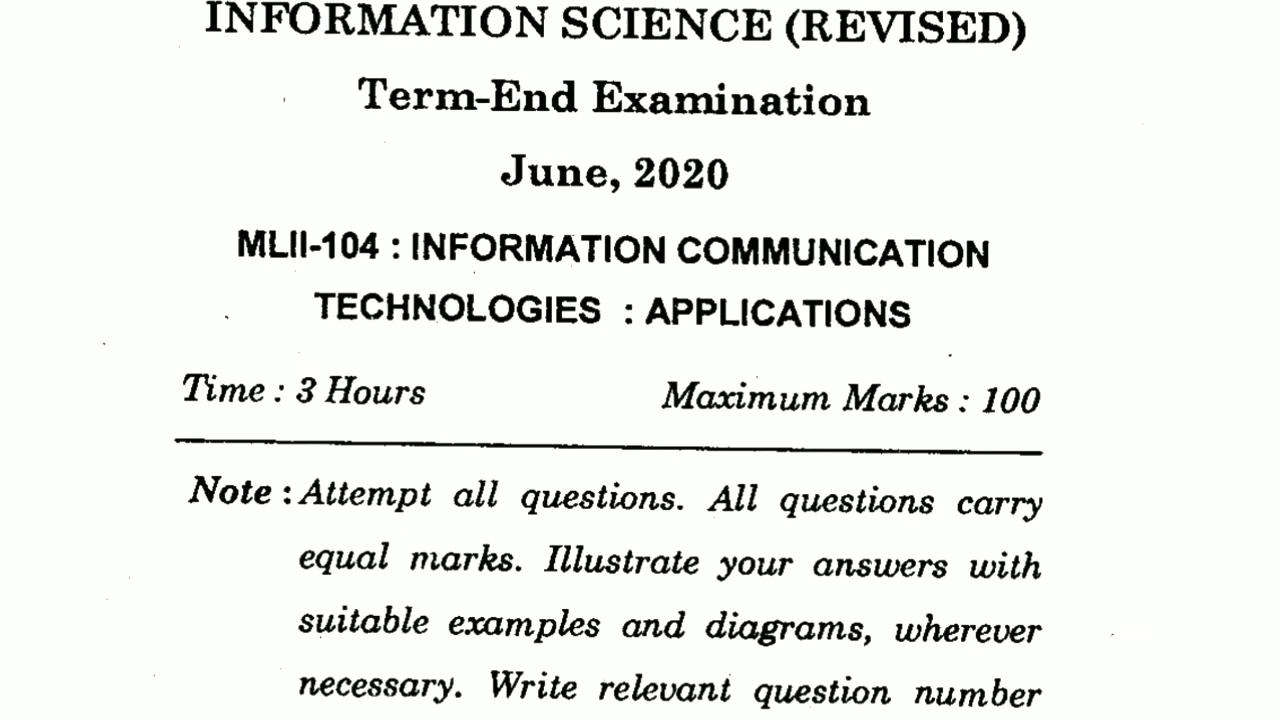 INFORMATION SCIENCE (REVISED)
Term-End Examination
June, 2020
MLII-104 : INFORMATION COMMUNICATION
TECHNOLOGIES : APPLICATIONS
Time : 3 Hours Maximum Marks : 100
Note : Attempt all questions. All questions carry
equal marks. Illustrate your answers with
suitable examples and diagrams, wherever
necessary. Write relevant question number